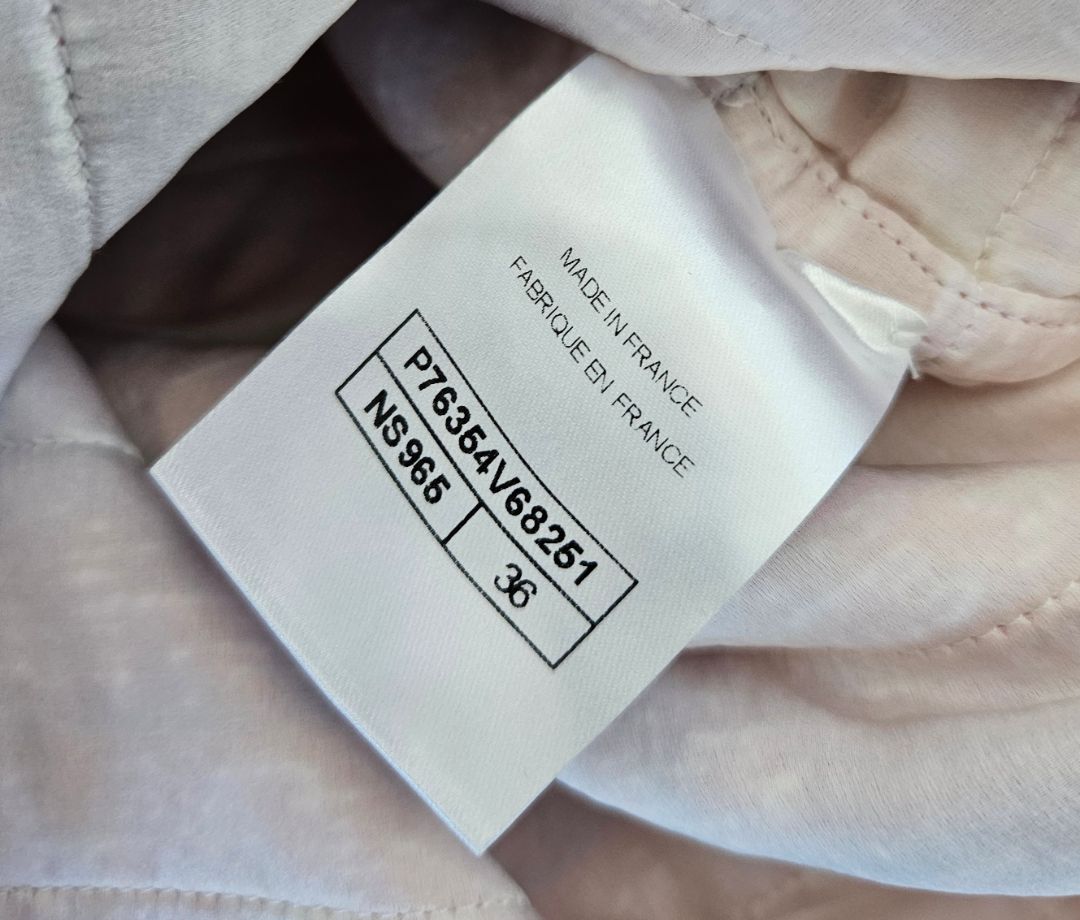 MADE IN FRANCE
FABRIQUE EN FRANCE
P76354V68251
NS965
36